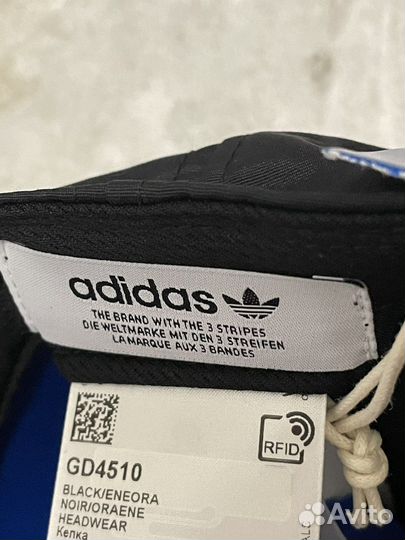 adidas
THE BRAND WITH THE 3 STRIPES
DIE WELTMARKE MIT DEN 3 STREIFEN
LA MARQUE AUX 3 BANDES
RFID
GD4510
BLACK/ENEORA
NOIR/ORAENE
HEADWEAR
Кепка
Avito